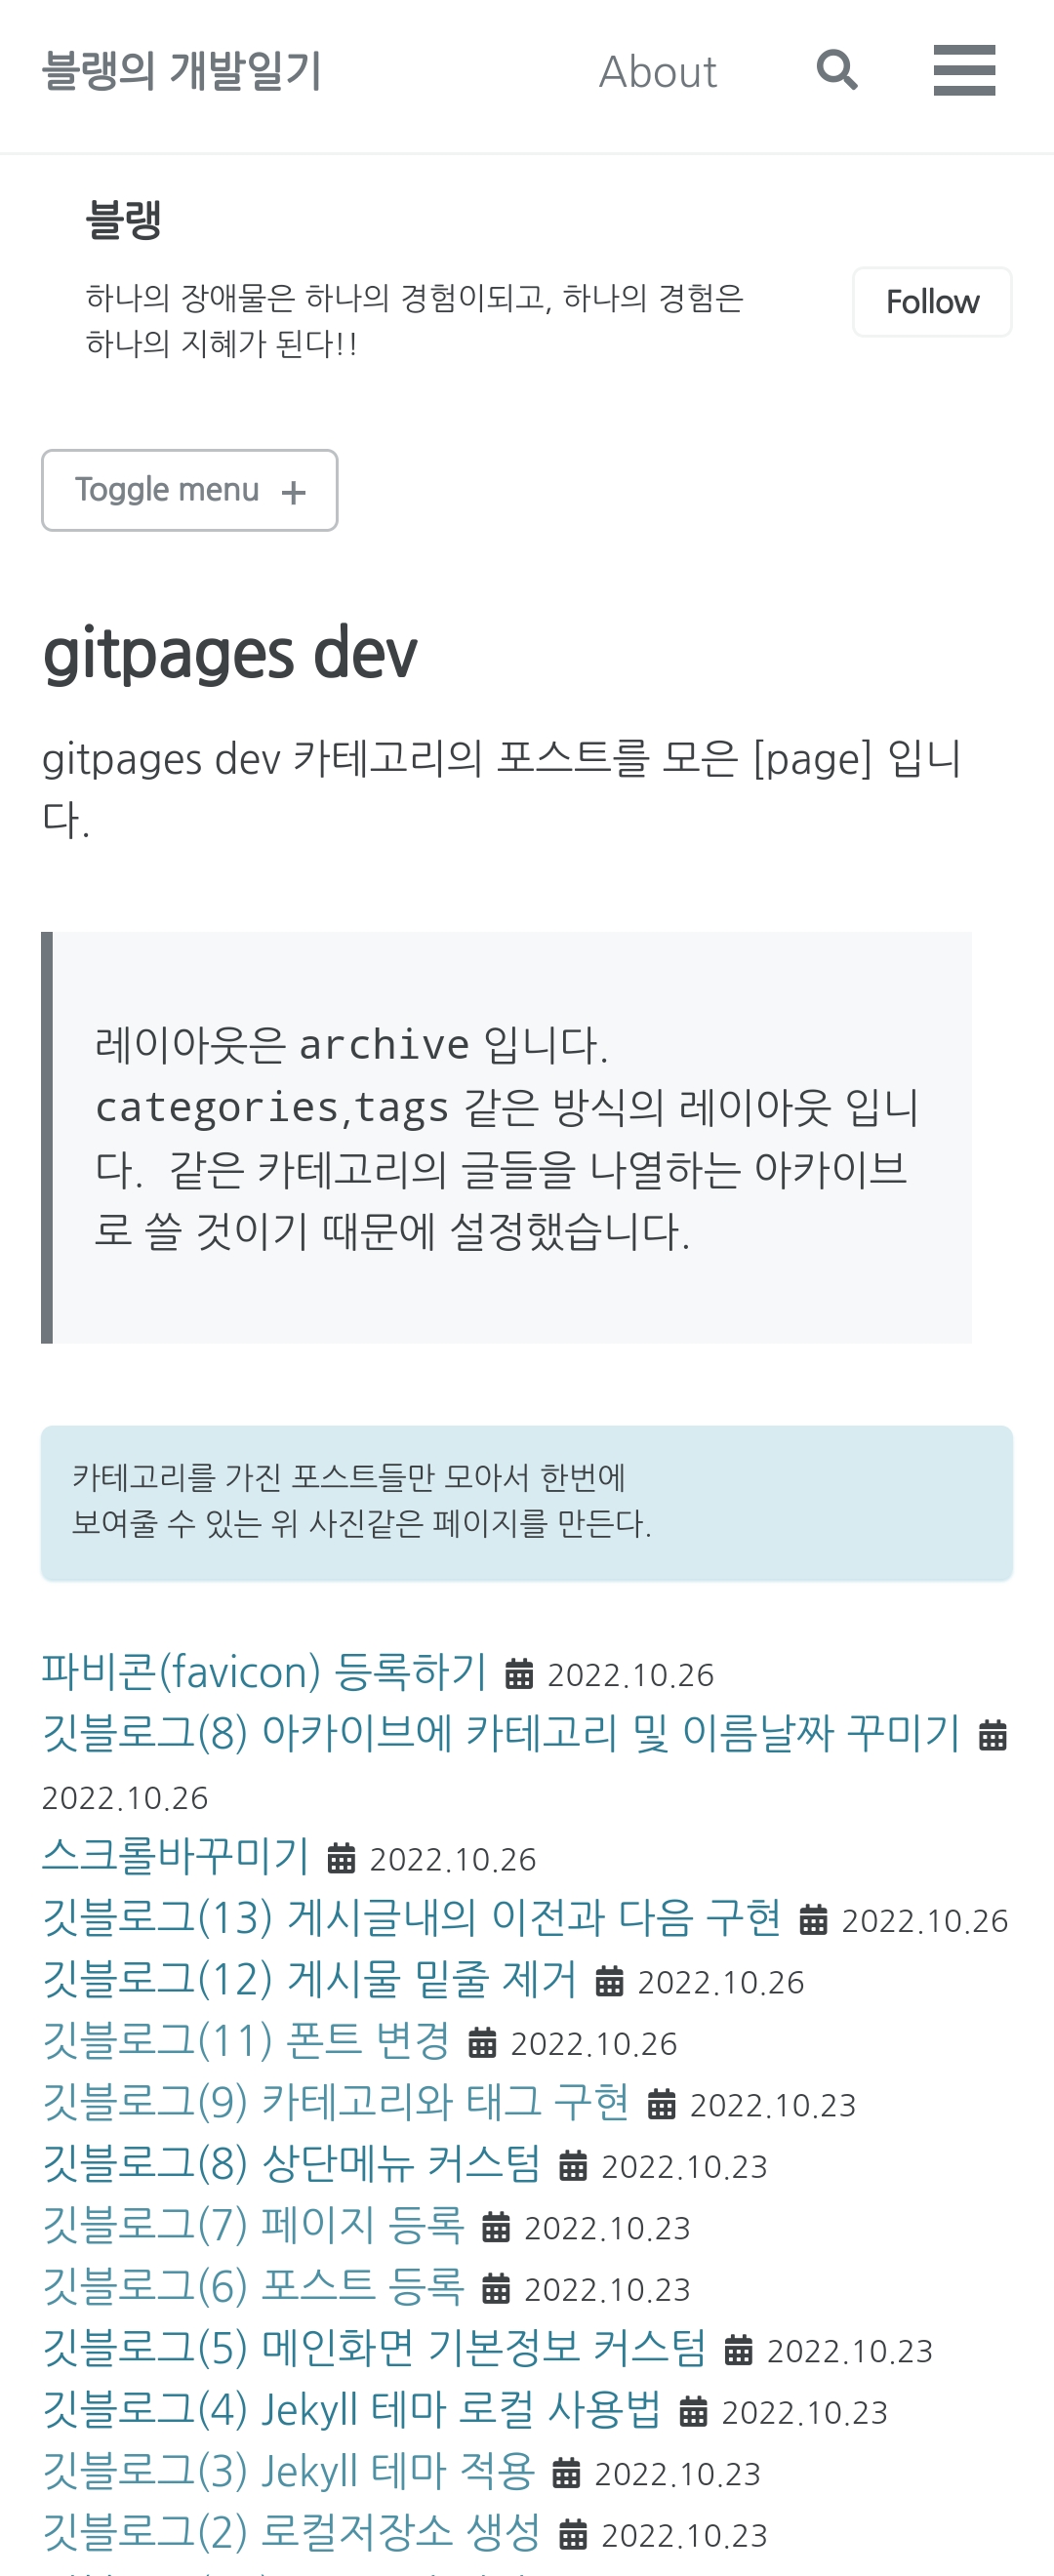 블랭의 개발일기 About
블랭
하나의 장애물은 하나의 경험이되고, 하나의 경험은
하나의 지혜가 된다!!
Follow
Toggle menu +
gitpages dev
gitpages dev 카테고리의 포스트를 모은 [page] 입니
다.
레이아웃은 archive 입니다.
categories,tags 같은 방식의 레이아웃 입니
다. 같은 카테고리의 글들을 나열하는 아카이브
로 쓸 것이기 때문에 설정했습니다.
카테고리를 가진 포스트들만 모아서 한번에
보여줄 수 있는 위 사진같은 페이지를 만든다.
파비콘(favicon) 등록하기 2022.10.26
깃블로그(8) 아카이브에 카테고리 및 이름날짜 꾸미기
2022.10.26
스크롤바꾸미기 2022.10.26
깃블로그(13) 게시글내의 이전과 다음 구현 2022.10.26
깃블로그(12) 게시물 밑줄 제거 2022.10.26
깃블로그(11) 폰트 변경 2022.10.26
깃블로그(9) 카테고리와 태그 구현 2022.10.23
깃블로그(8) 상단메뉴 커스텀 2022.10.23
깃블로그(7) 페이지 등록 2022.10.23
깃블로그(6) 포스트 등록 2022.10.23
깃블로그(5) 메인화면 기본정보 커스텀 2022.10.23
깃블로그(4) Jekyll 테마 로컬 사용법 2022.10.23
깃블로그(3) Jekyll 테마 적용 2022.10.23
깃블로그(2) 로컬저장소 생성 2022.10.23